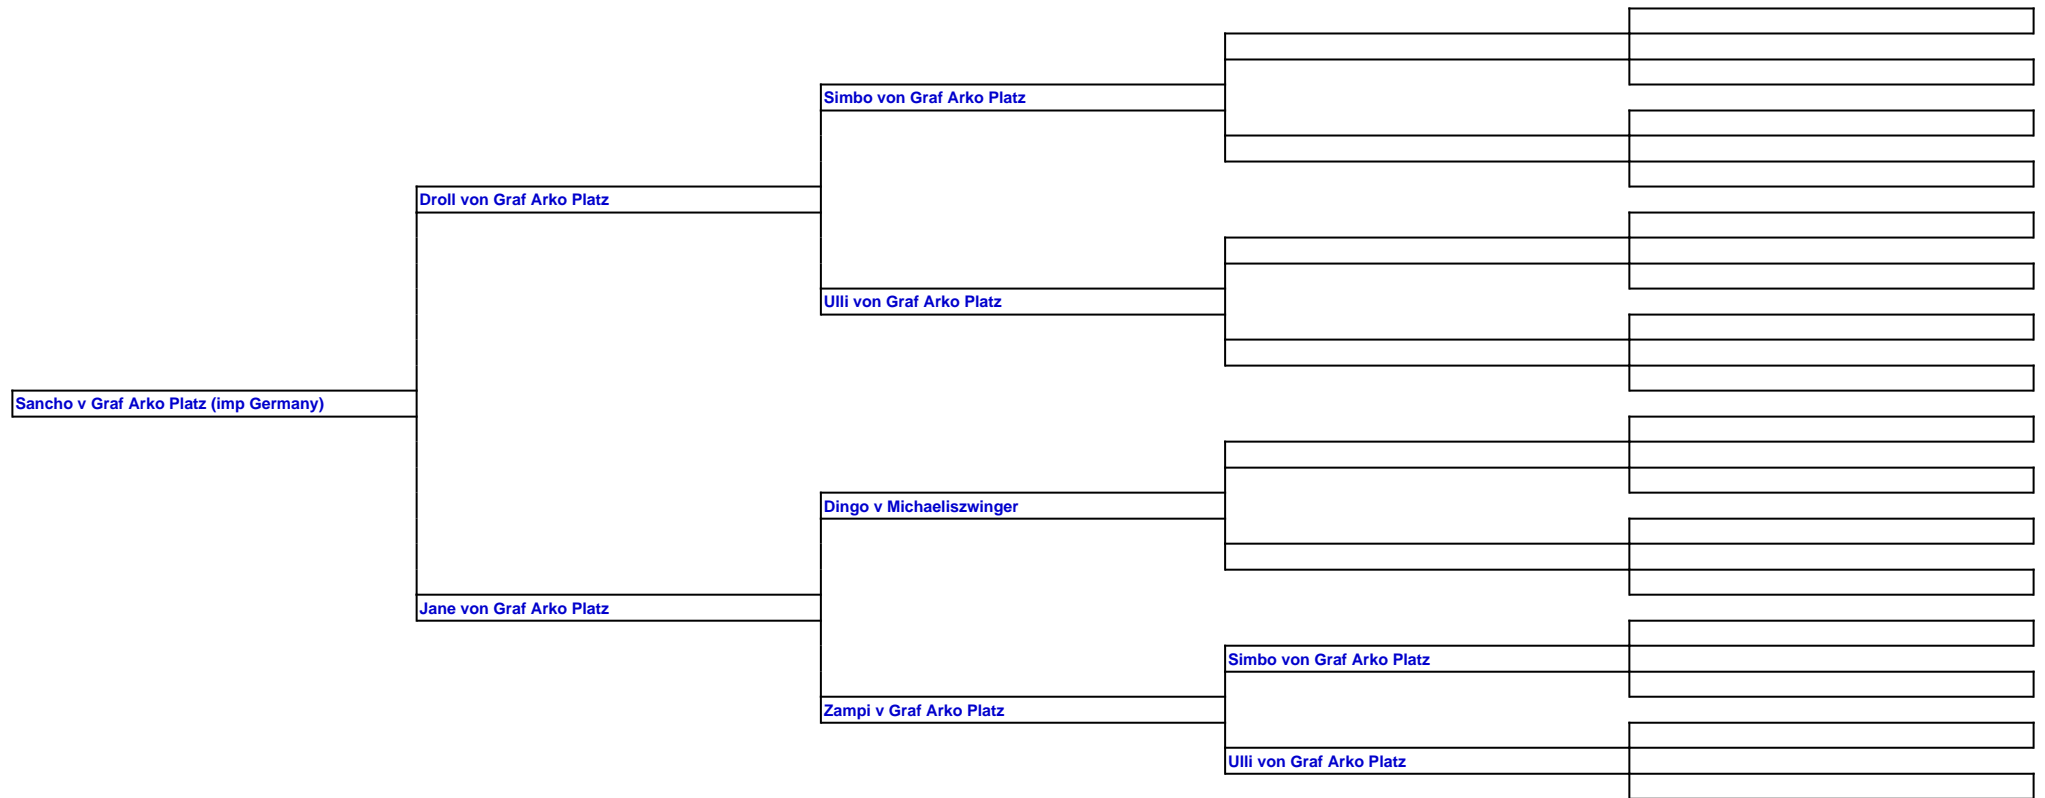 Simbo von Graf Arko Platz
Droll von Graf Arko Platz
Ulli von Graf Arko Platz
Sancho v Graf Arko Platz (imp Germany)
Dingo v Michaeliszwinger
Jane von Graf Arko Platz
Simbo von Graf Arko Platz
Zampi v Graf Arko Platz
Ulli von Graf Arko Platz